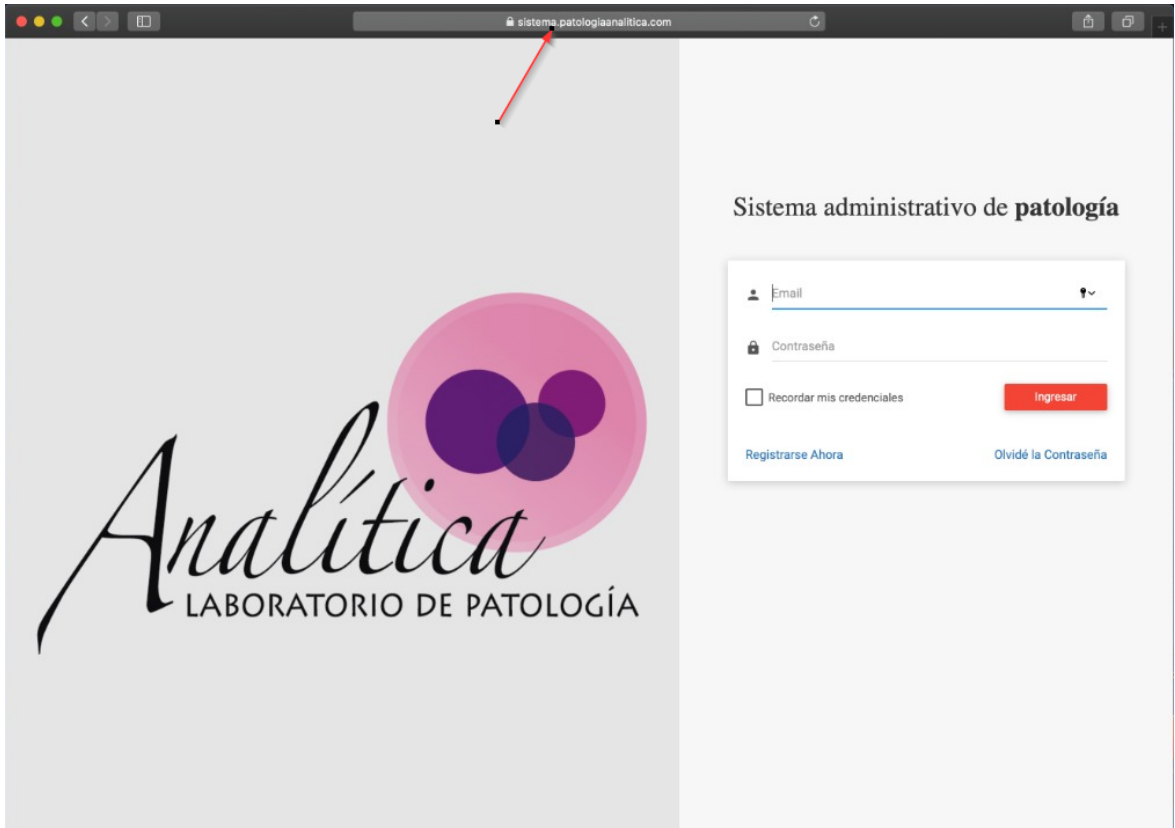 sistema.patologiaanalitica.com
Analítica
LABORATORIO DE PATOLOGÍA
Sistema administrativo de patología
Email
Contraseña
Recordar mis credenciales
Ingresar
Registrarse Ahora
Olvidé la Contraseña